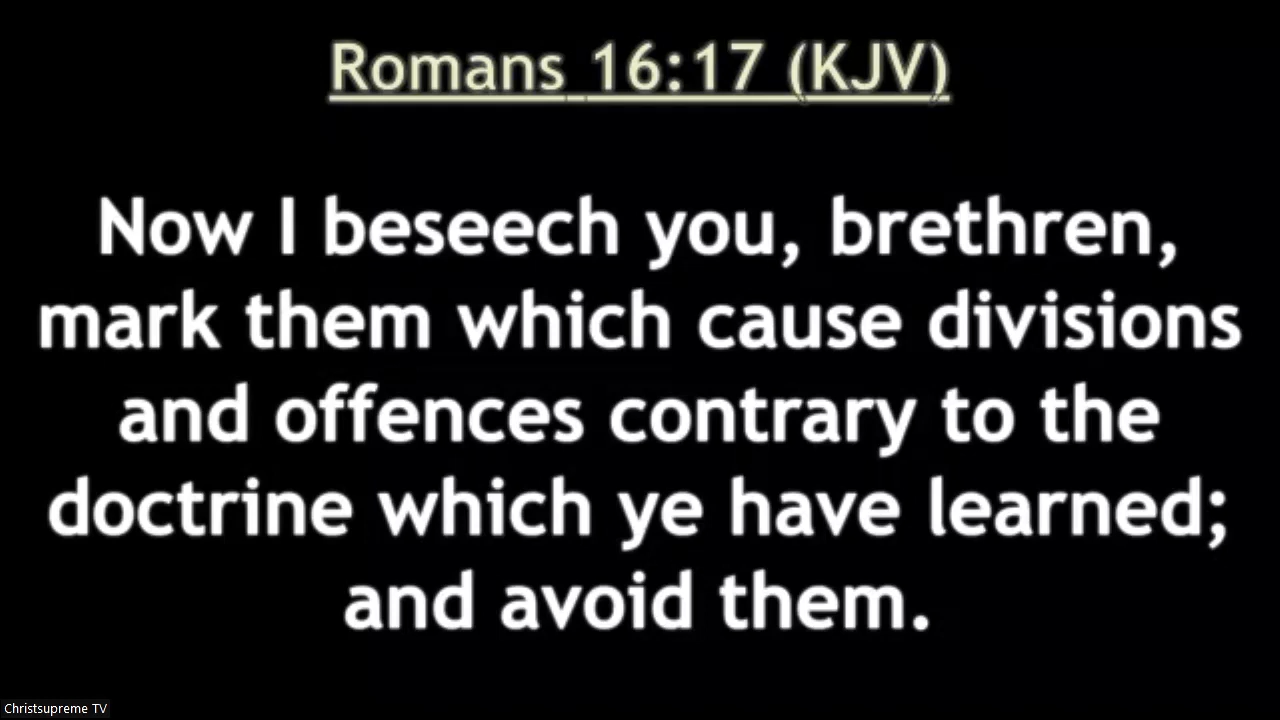 Romans 16:17 (KJV)
Now I beseech you, brethren,
mark them which cause divisions
and offences contrary to the
doctrine which ye have learned;
and avoid them.
Christsupreme TV